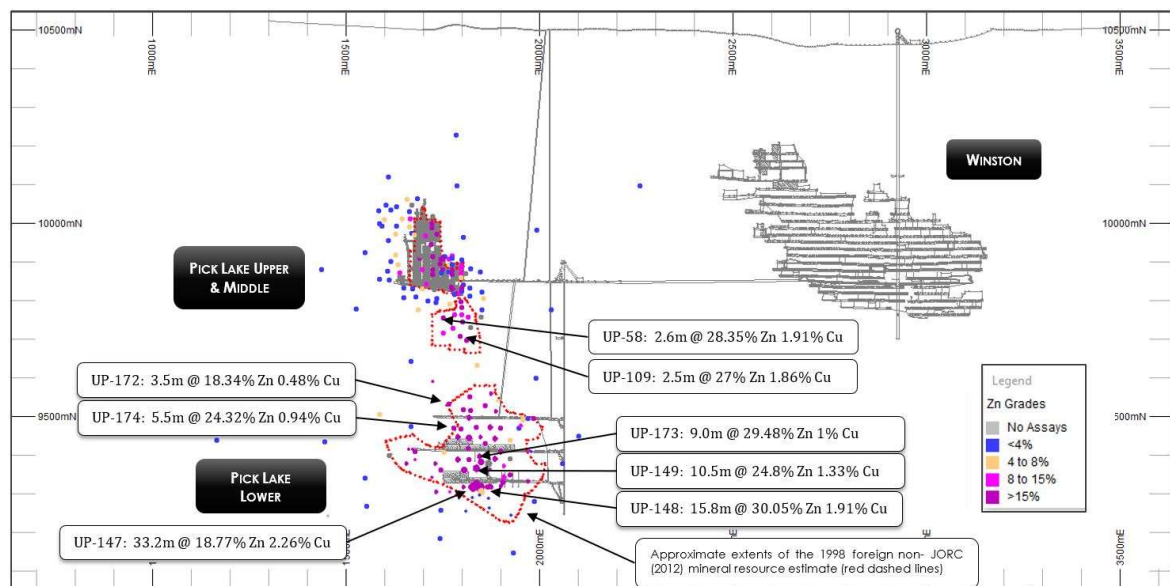 10500mN
1000mE
1500mE
2000mE
2500mE
3000mE
3500mE
10500mN
WINSTON
10000mN
10000mN
PICK LAKE UPPER
& MIDDLE
UP-58: 2.6m @ 28.35% Zn 1.91% Cu
UP-109: 2.5m @ 27% Zn 1.86% Cu
UP-172: 3.5m @ 18.34% Zn 0.48% Cu
UP-174: 5.5m @ 24.32% Zn 0.94% Cu
9500mN
500mN
Legend
Zn Grades
No Assays
<4%
4 to 8%
8 to 15%
>15%
UP-173: 9.0m @ 29.48% Zn 1% Cu
UP-149: 10.5m @ 24.8% Zn 1.33% Cu
UP-148: 15.8m @ 30.05% Zn 1.91% Cu
PICK LAKE
LOWER
UP-147: 33.2m @ 18.77% Zn 2.26% Cu
Approximate extents of the 1998 foreign non- JORC
(2012) mineral resource estimate (red dashed lines)
1000mE
2000mE
2500mE
3000mE
3500mE